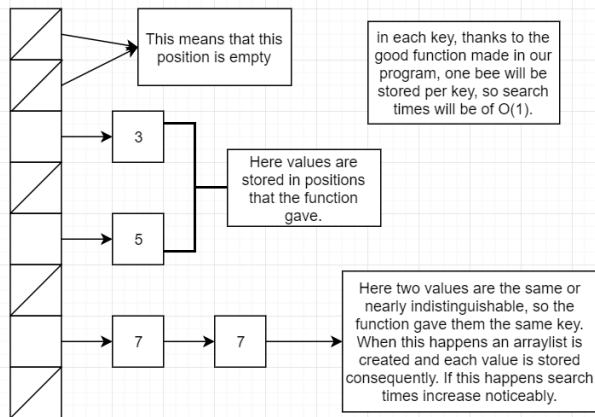 This means that this
position is empty
in each key, thanks to the
good function made in our
program, one bee will be
stored per key, so search
times will be of O(1).
3
Here values are
stored in positions
that the function
gave.
5
Here two values are the same or
nearly indistinguishable, so the
function gave them the same key.
When this happens an arraylist is
created and each value is stored
consequently. If this happens search
times increase noticeably.
7
7